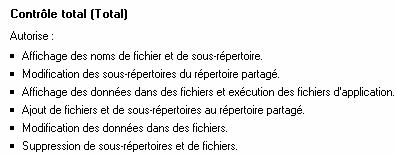 Contrôle total (Total)
Autorise :
▪ Affichage des noms de fichier et de sous-répertoire.
▪ Modification des sous-répertoires du répertoire partagé.
▪ Affichage des données dans des fichiers et exécution des fichiers d'application.
▪ Ajout de fichiers et de sous-répertoires au répertoire partagé.
▪ Modification des données dans des fichiers.
▪ Suppression de sous-répertoires et de fichiers.